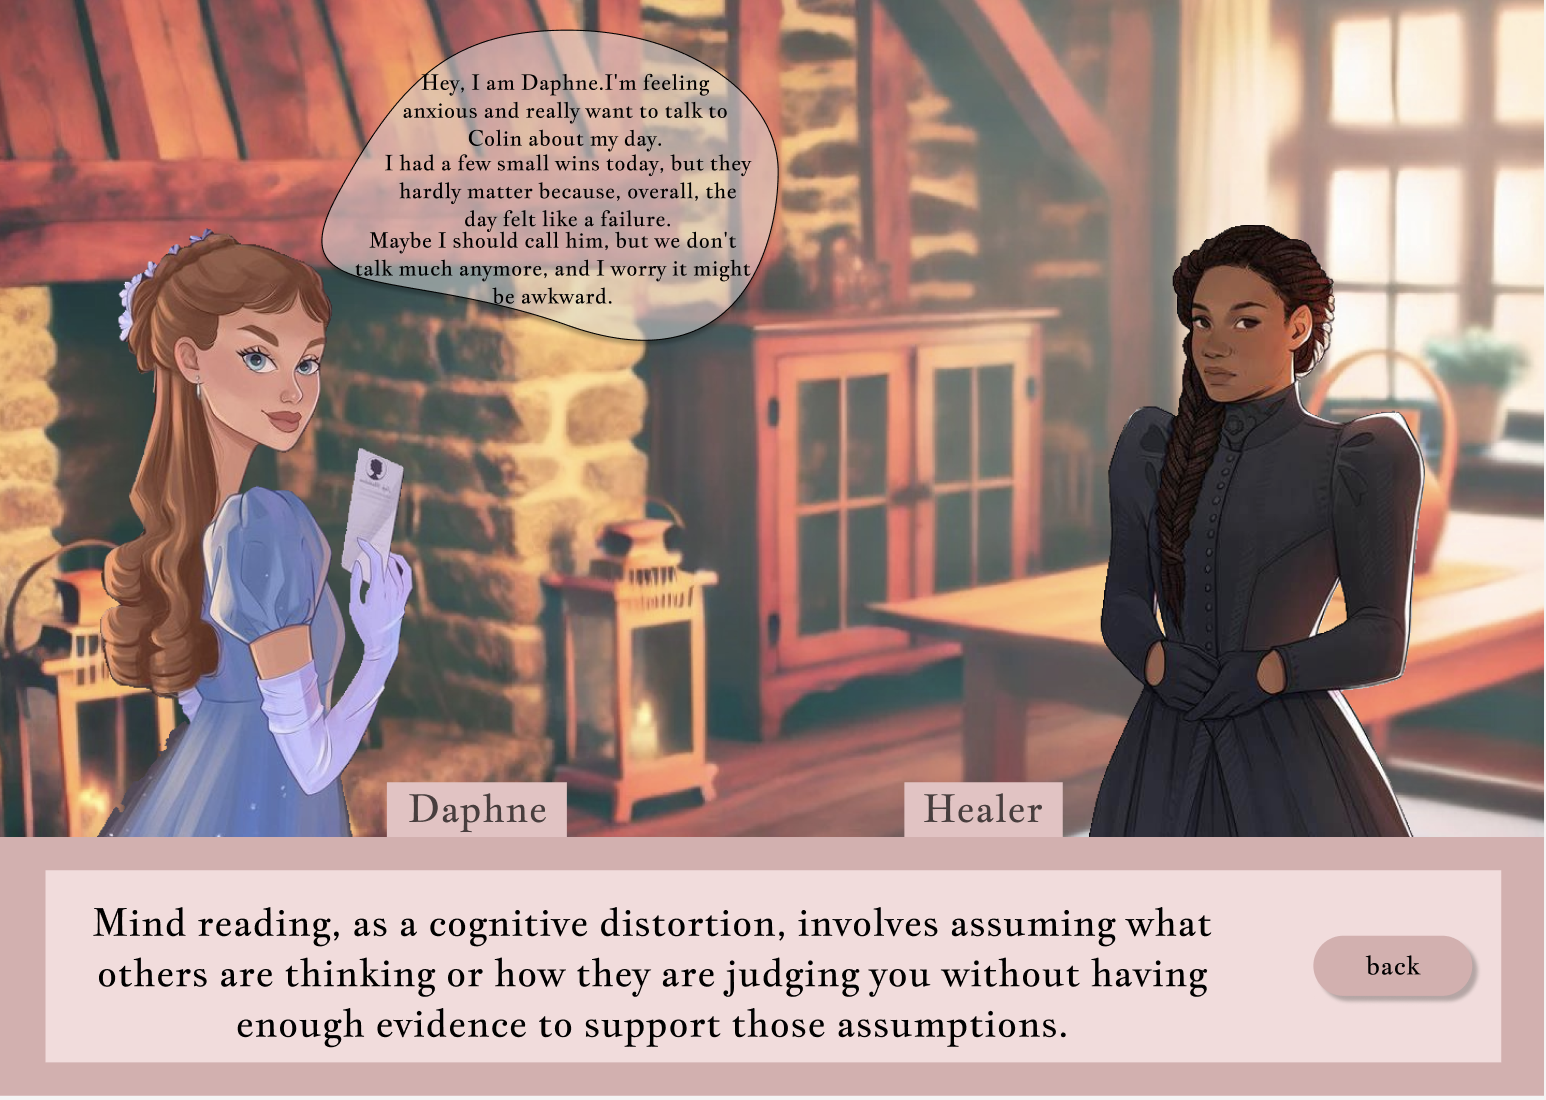 Hey, I am Daphne.I'm feeling
anxious and really want to talk to
Colin about my day.
I had a few small wins today, but they
hardly matter because, overall, the
day felt like a failure.
Maybe I should call him, but we don't
talk much anymore, and I worry it might
be awkward.
Daphne
Healer
Mind reading, as a cognitive distortion, involves assuming what
others are thinking or how they are judging you without having
enough evidence to support those assumptions.
back